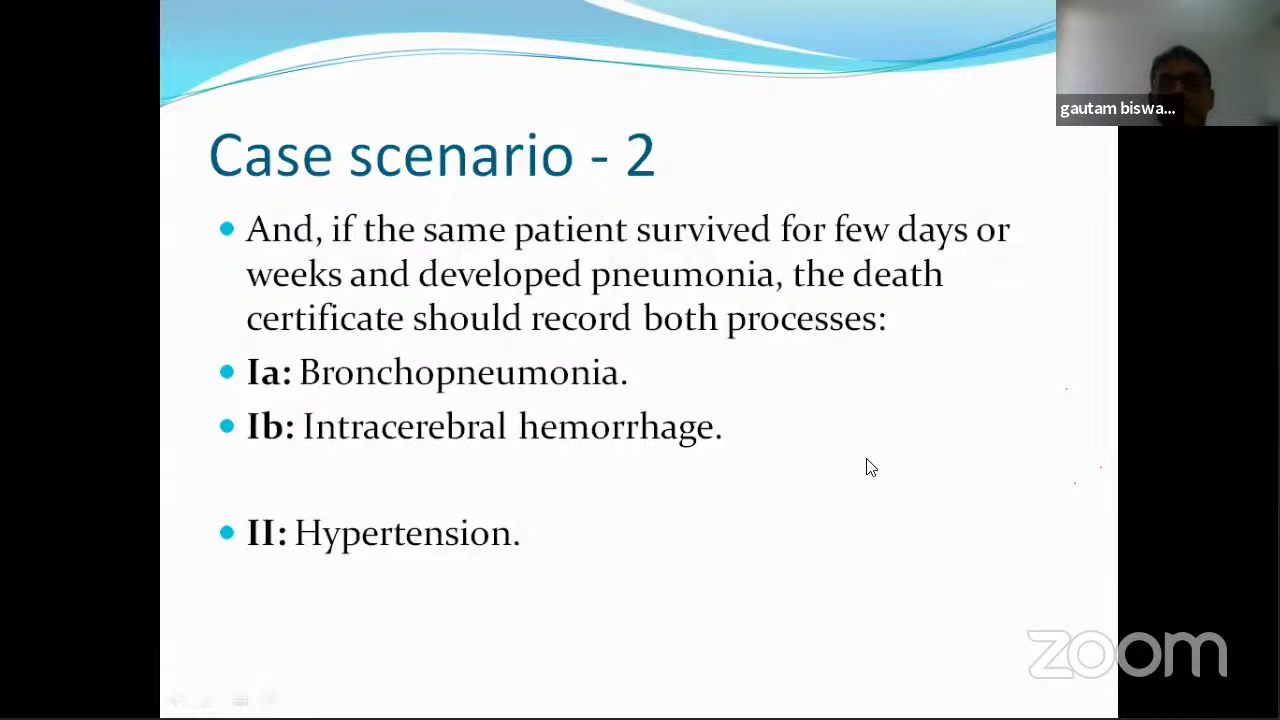 gautam biswa...
Case scenario - 2
And, if the same patient survived for few days or
weeks and developed pneumonia, the death
certificate should record both processes:
Ia: Bronchopneumonia.
Ib: Intracerebral hemorrhage.
II: Hypertension.
zoom